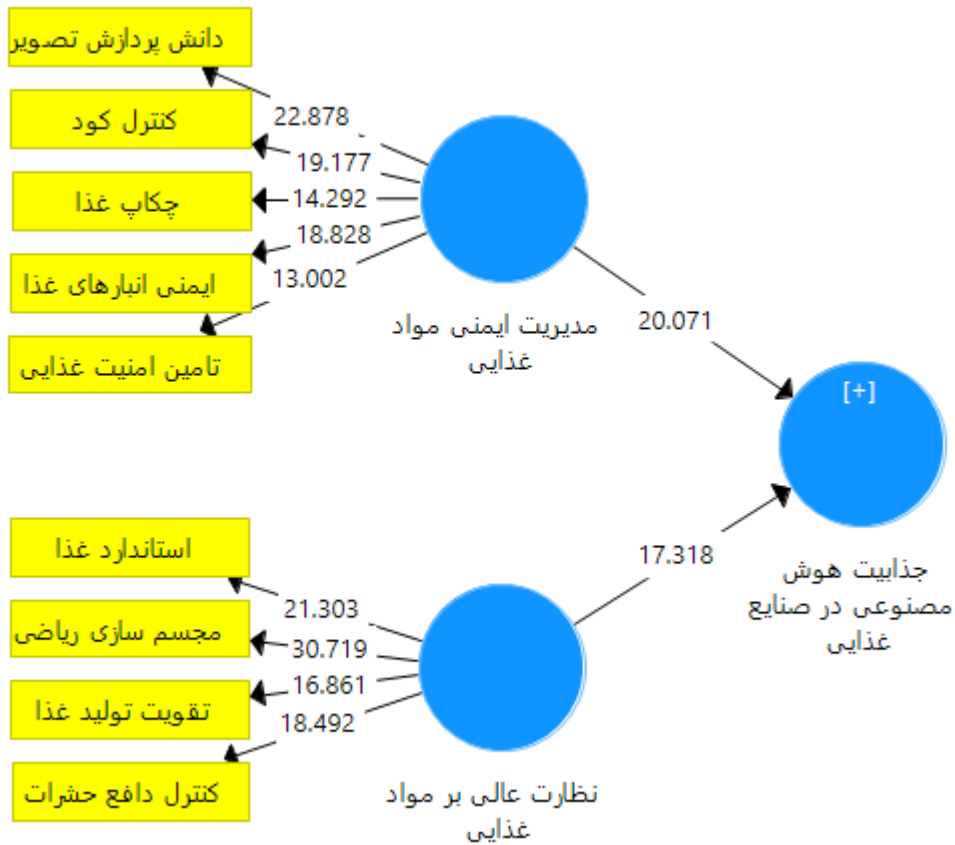 دانش پردازش تصویر
22.878
کنترل کود
19.177
چکاپ غذا
14.292
18.828
ایمنی انبارهای غذا
13.002
تامین امنیت غذایی
مدیریت ایمنی مواد
غذایی
20.071
[+]
جذابیت هوش
مصنوعی در صنایع
غذایی
17.318
استاندارد غذا
21.303
مجسم سازی ریاضی
30.719
16.861
تقویت تولید غذا
18.492
کنترل دافع حشرات
نظارت عالی بر مواد
غذایی